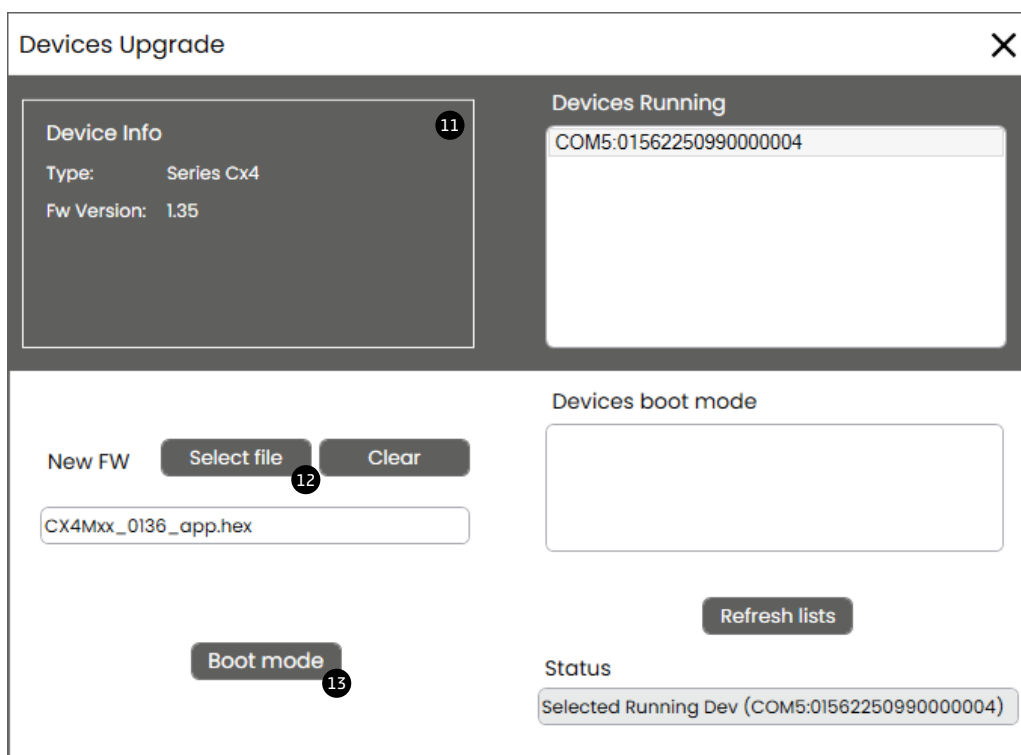 Devices Upgrade
Device Info
11
Type: Series Cx4
Fw Version: 1.35
Devices Running
COM5:01562250990000004
New FW
Select file
12
Clear
CX4Mxx_0136_app.hex
Boot mode
13
Devices boot mode
Refresh lists
Status
Selected Running Dev (COM5:01562250990000004)